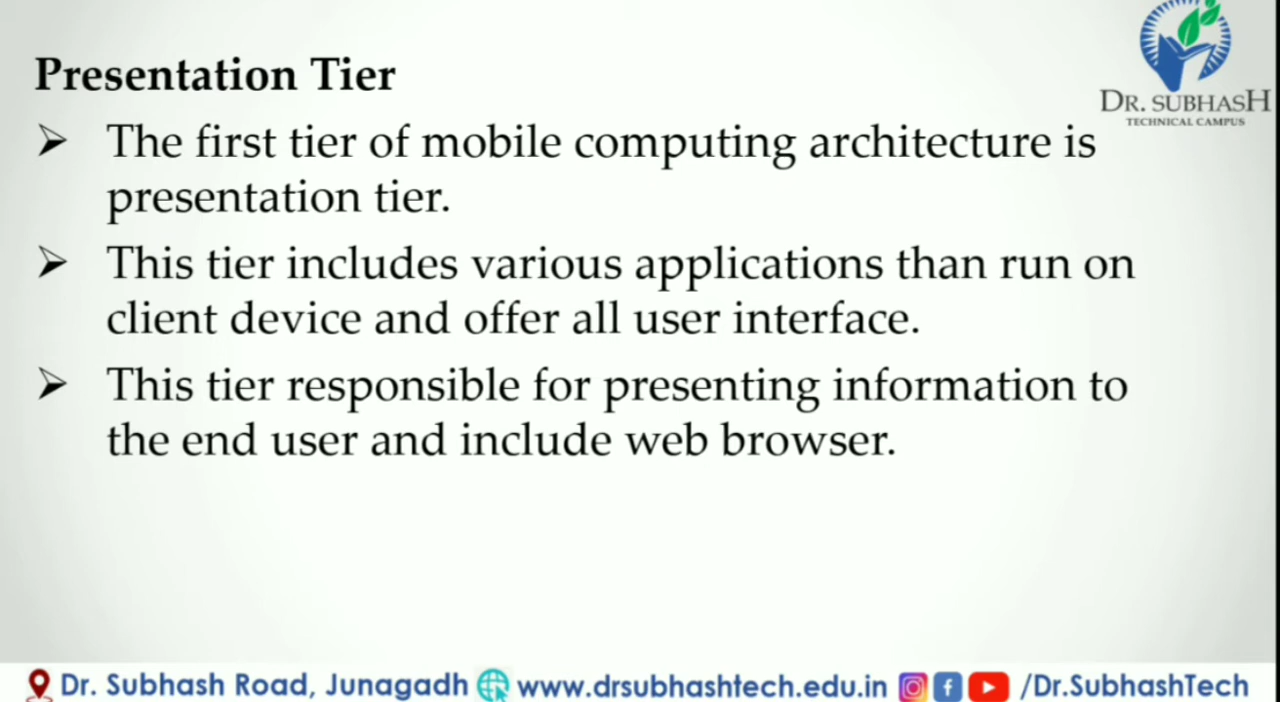 Presentation Tier
DR. SUBHASH
TECHNICAL CAMPUS
➢ The first tier of mobile computing architecture is
presentation tier.
➢ This tier includes various applications than run on
client device and offer all user interface.
➢ This tier responsible for presenting information to
the end user and include web browser.
Dr. Subhash Road, Junagadh www.drsubhashtech.edu.in /Dr.SubhashTech